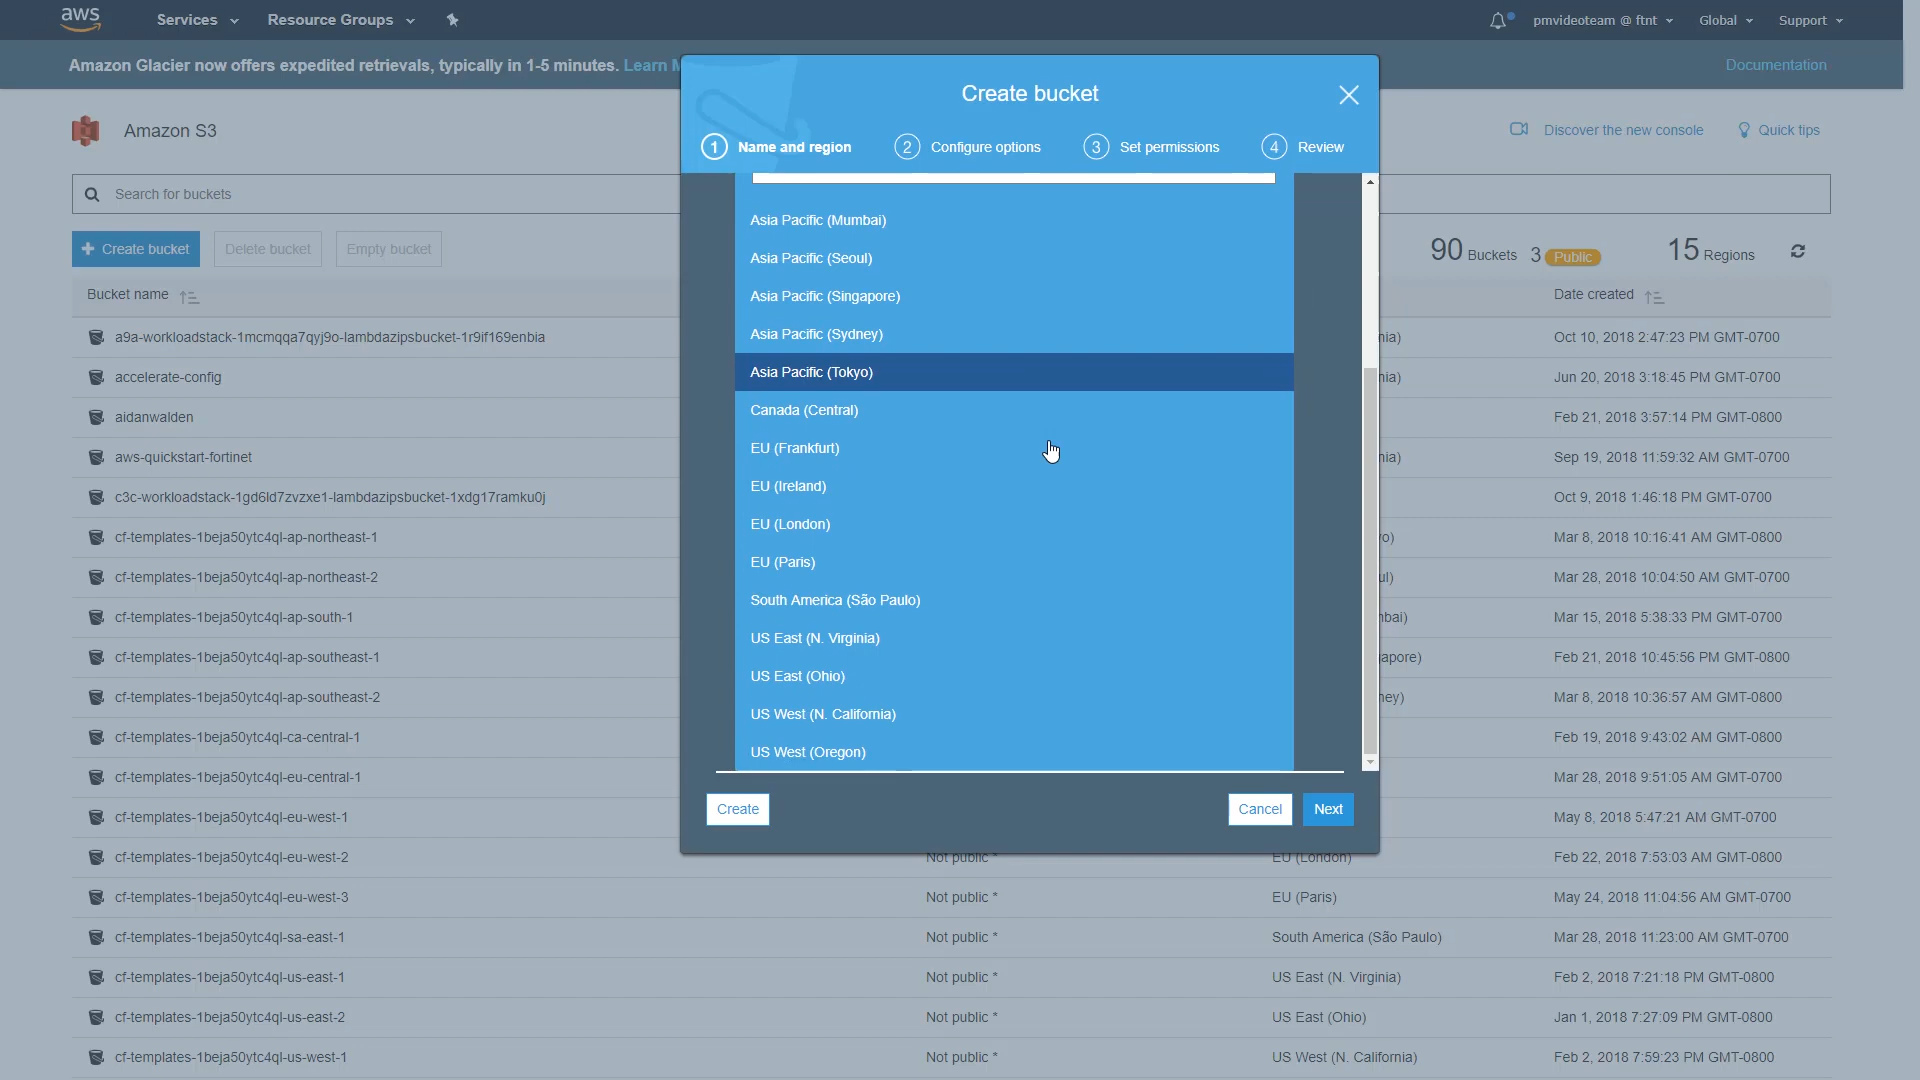 aws Services Resource Groups pmvideoteam @ ftnt Global Support
Amazon Glacier now offers expedited retrievals, typically in 1-5 minutes. Learn Documentation
Amazon S3 Discover the new console Quick tips
Search for buckets
Create bucket Delete bucket Empty bucket 90 Buckets 3 Public 15 Regions
Bucket name Date created
a9a-workloadstack-1mcmqqa7qyj9o-lambdazipsbucket-1r9if169enbia Oct 10, 2018 2:47:23 PM GMT-0700
accelerate-config Jun 20, 2018 3:18:45 PM GMT-0700
aidanwalden Feb 21, 2018 3:57:14 PM GMT-0800
aws-quickstart-fortinet Sep 19, 2018 11:59:32 AM GMT-0700
c3c-workloadstack-1gd6ld7zvzxe1-lambdazipsbucket-1xdg17ramku0j Oct 9, 2018 1:46:18 PM GMT-0700
cf-templates-1beja50ytc4ql-ap-northeast-1 Mar 8, 2018 10:16:41 AM GMT-0800
cf-templates-1beja50ytc4ql-ap-northeast-2 Mar 28, 2018 10:04:50 AM GMT-0700
cf-templates-1beja50ytc4ql-ap-south-1 Mar 15, 2018 5:38:33 PM GMT-0700
cf-templates-1beja50ytc4ql-ap-southeast-1 Feb 21, 2018 10:45:56 PM GMT-0800
cf-templates-1beja50ytc4ql-ap-southeast-2 Mar 8, 2018 10:36:57 AM GMT-0800
cf-templates-1beja50ytc4ql-ca-central-1 Feb 19, 2018 9:43:02 AM GMT-0800
cf-templates-1beja50ytc4ql-eu-central-1 Mar 28, 2018 9:51:05 AM GMT-0700
cf-templates-1beja50ytc4ql-eu-west-1 May 8, 2018 5:47:21 AM GMT-0700
cf-templates-1beja50ytc4ql-eu-west-2 Not public * EU (London) Feb 22, 2018 7:53:03 AM GMT-0800
cf-templates-1beja50ytc4ql-eu-west-3 Not public * EU (Paris) May 24, 2018 11:04:56 AM GMT-0700
cf-templates-1beja50ytc4ql-sa-east-1 Not public * South America (São Paulo) Mar 28, 2018 11:23:00 AM GMT-0700
cf-templates-1beja50ytc4ql-us-east-1 Not public * US East (N. Virginia) Feb 2, 2018 7:21:18 PM GMT-0800
cf-templates-1beja50ytc4ql-us-east-2 Not public * US East (Ohio) Jan 1, 2018 7:27:09 PM GMT-0800
cf-templates-1beja50ytc4ql-us-west-1 Not public * US West (N. California) Feb 2, 2018 7:59:23 PM GMT-0800
Create bucket
1 Name and region 2 Configure options 3 Set permissions 4 Review
Asia Pacific (Mumbai)
Asia Pacific (Seoul)
Asia Pacific (Singapore)
Asia Pacific (Sydney)
Asia Pacific (Tokyo)
Canada (Central)
EU (Frankfurt)
EU (Ireland)
EU (London)
EU (Paris)
South America (São Paulo)
US East (N. Virginia)
US East (Ohio)
US West (N. California)
US West (Oregon)
Create Cancel Next